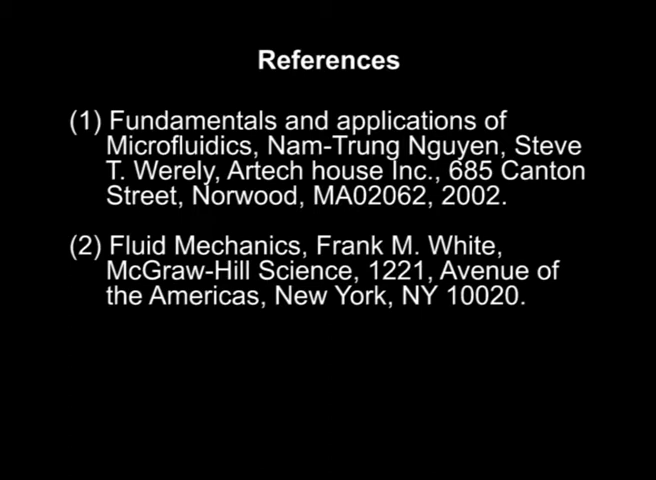 References
(1) Fundamentals and applications of
Microfluidics, Nam-Trung Nguyen, Steve
T. Werely, Artech house Inc., 685 Canton
Street, Norwood, MA02062, 2002.
(2) Fluid Mechanics, Frank M. White,
McGraw-Hill Science, 1221, Avenue of
the Americas, New York, NY 10020.